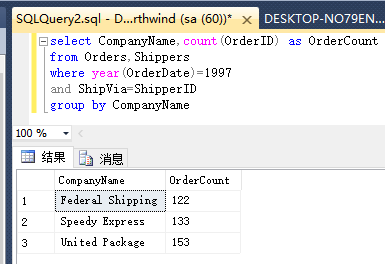 SQLQuery2.sql - D...rthwind (sa (60))* DESKTOP-NO79EN
select CompanyName,count(OrderID) as OrderCount
from Orders,Shippers
where year(OrderDate)=1997
and ShipVia=ShipperID
group by CompanyName
100 %
结果 消息
CompanyName OrderCount
1 Federal Shipping 122
2 Speedy Express 133
3 United Package 153